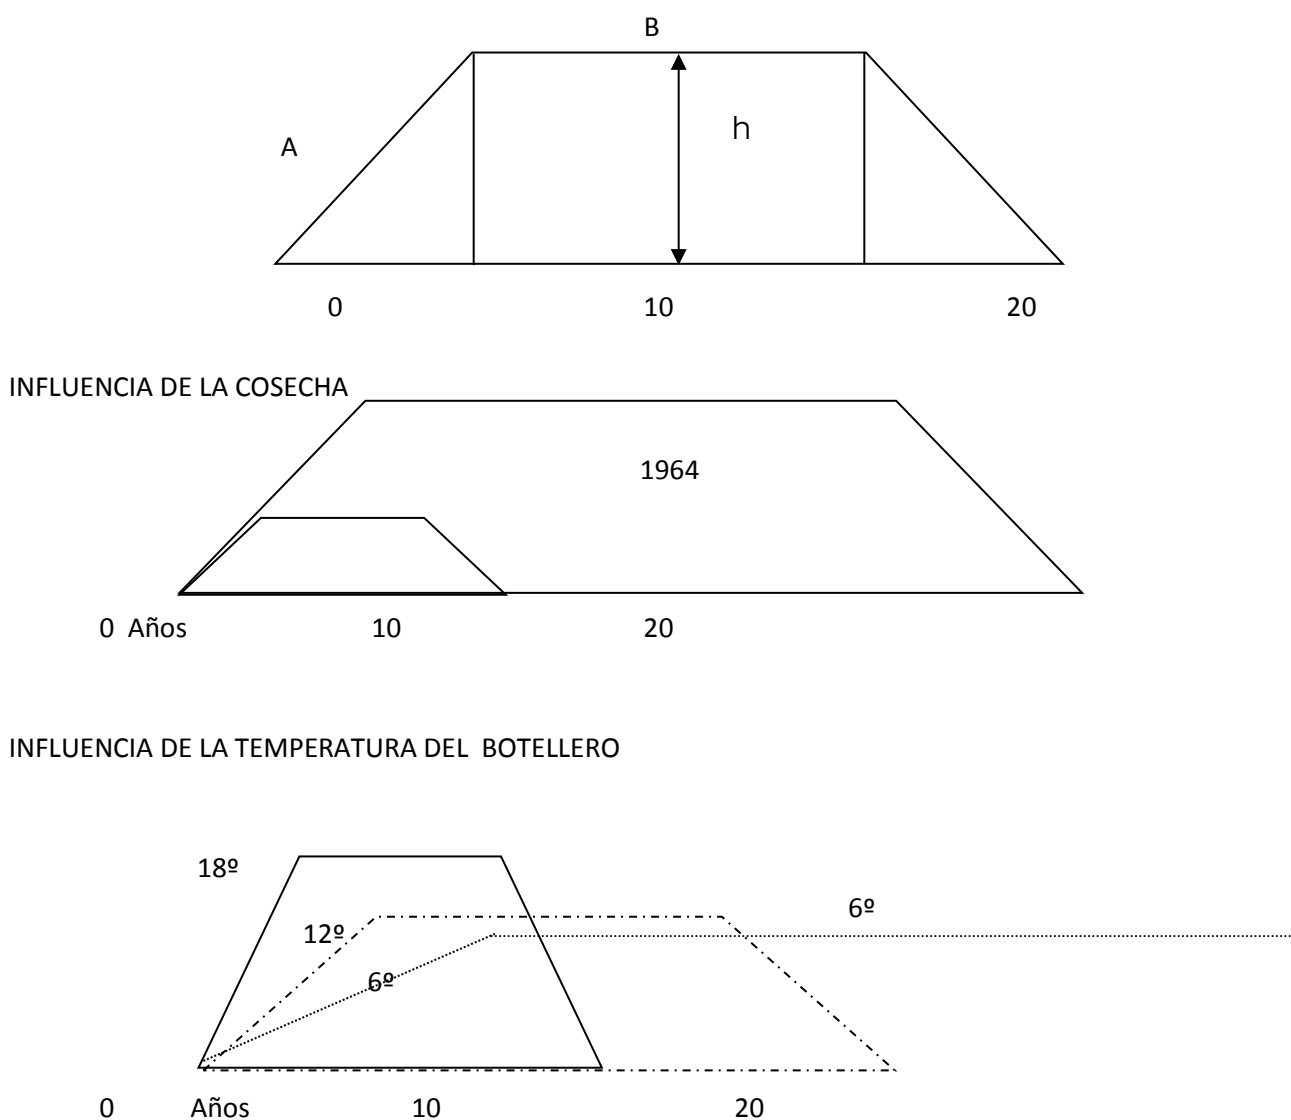 B
h
A
0 10 20
INFLUENCIA DE LA COSECHA
1964
0 Años 10 20
INFLUENCIA DE LA TEMPERATURA DEL BOTELLERO
18º
6º
12º
6º
0 Años 10 20